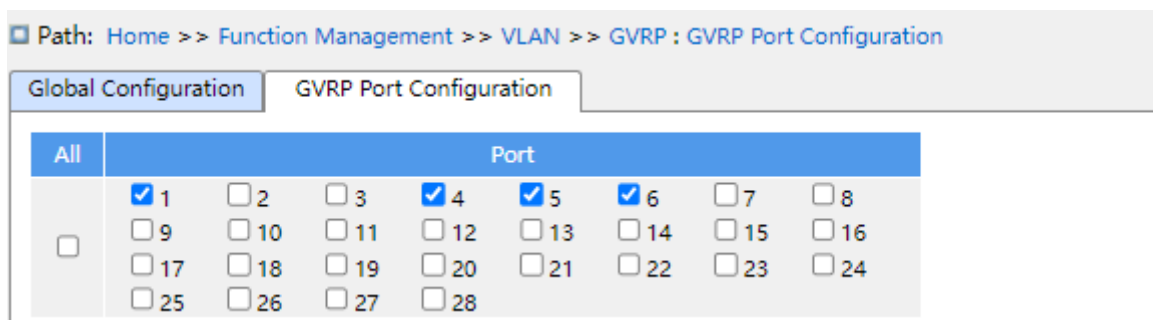 Path: Home >> Function Management >> VLAN >> GVRP : GVRP Port Configuration
Global Configuration GVRP Port Configuration
All Port
1 2 3 4 5 6 7 8
9 10 11 12 13 14 15 16
17 18 19 20 21 22 23 24
25 26 27 28